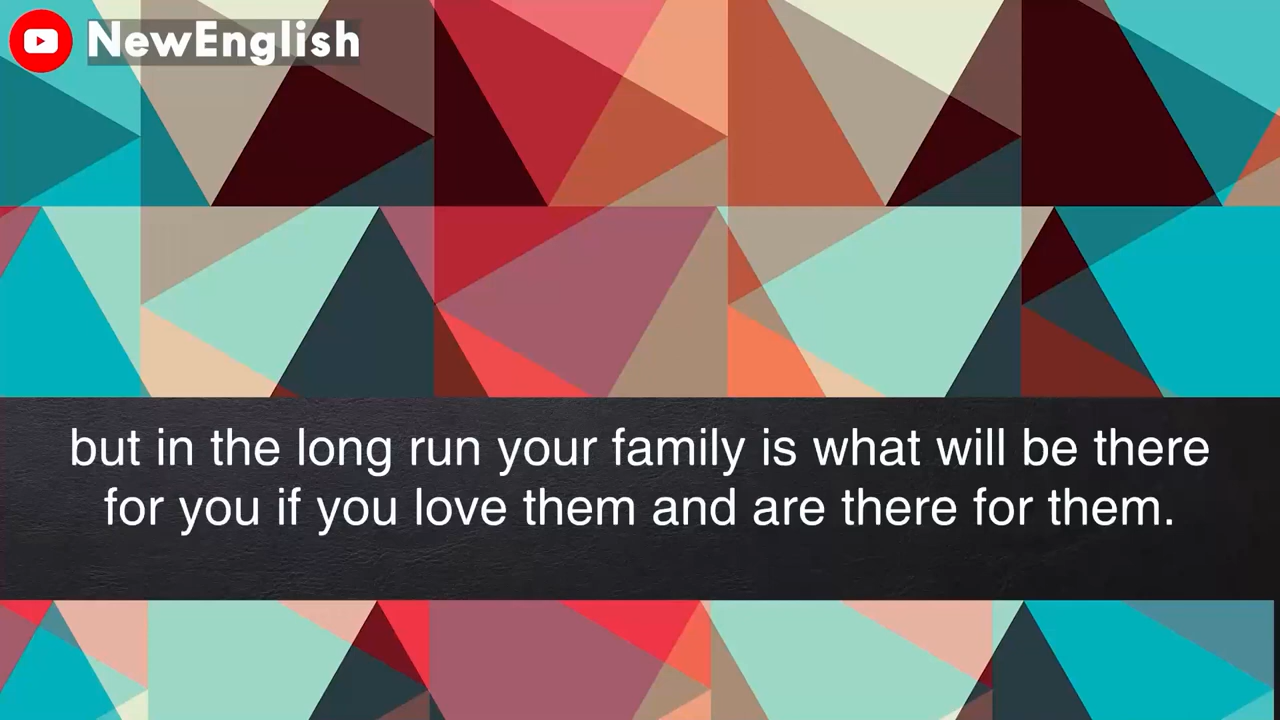 NewEnglish
but in the long run your family is what will be there
for you if you love them and are there for them.